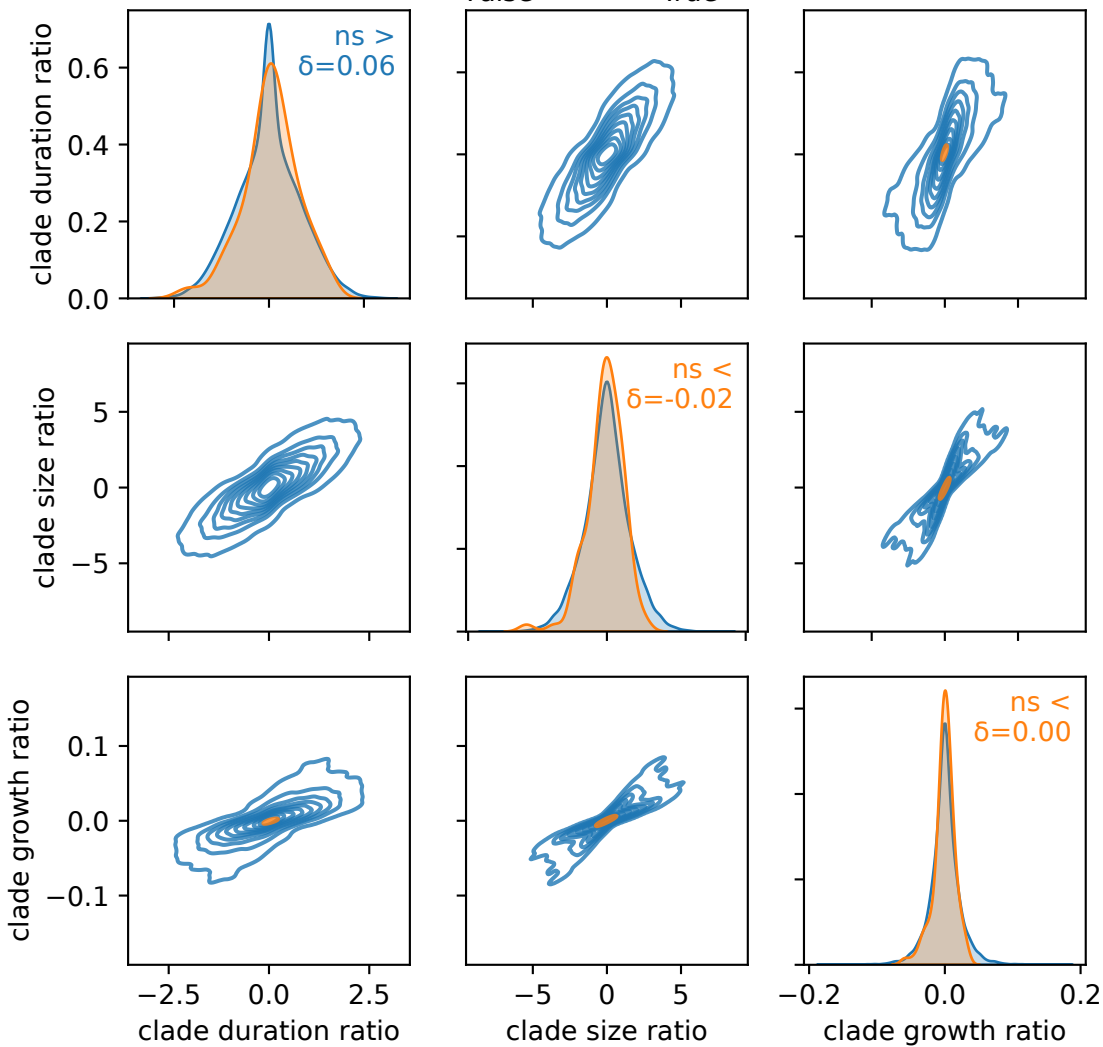 ns >
δ=0.06
clade duration ratio
0.6
0.4
0.2
0.0
ns <
δ=-0.02
clade size ratio
5
0
−5
ns <
δ=0.00
clade growth ratio
0.1
0.0
−0.1
−2.5 0.0 2.5 −5 0 5 −0.2 0.0 0.2
clade duration ratio clade size ratio clade growth ratio